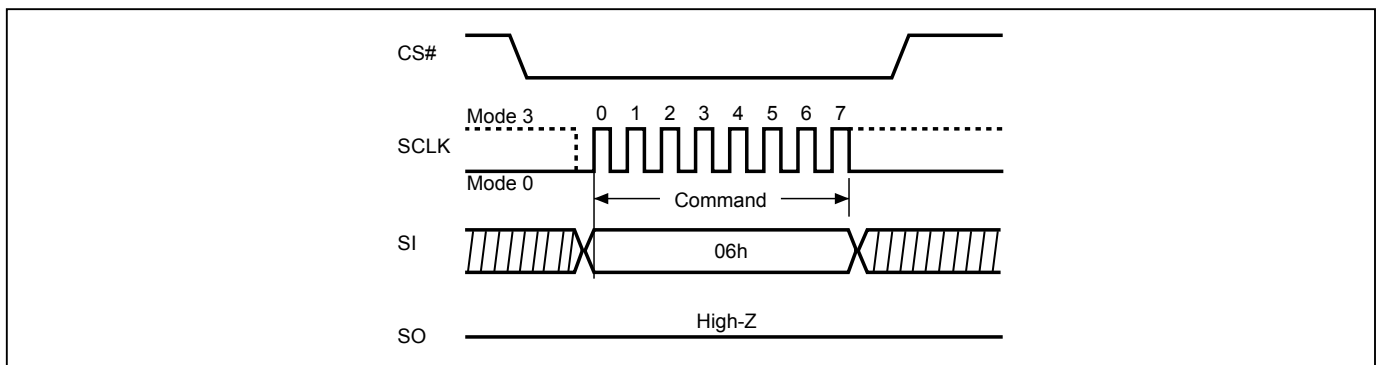 CS#
Mode 3
0 1 2 3 4 5 6 7
SCLK
Mode 0
Command
SI
06h
High-Z
SO